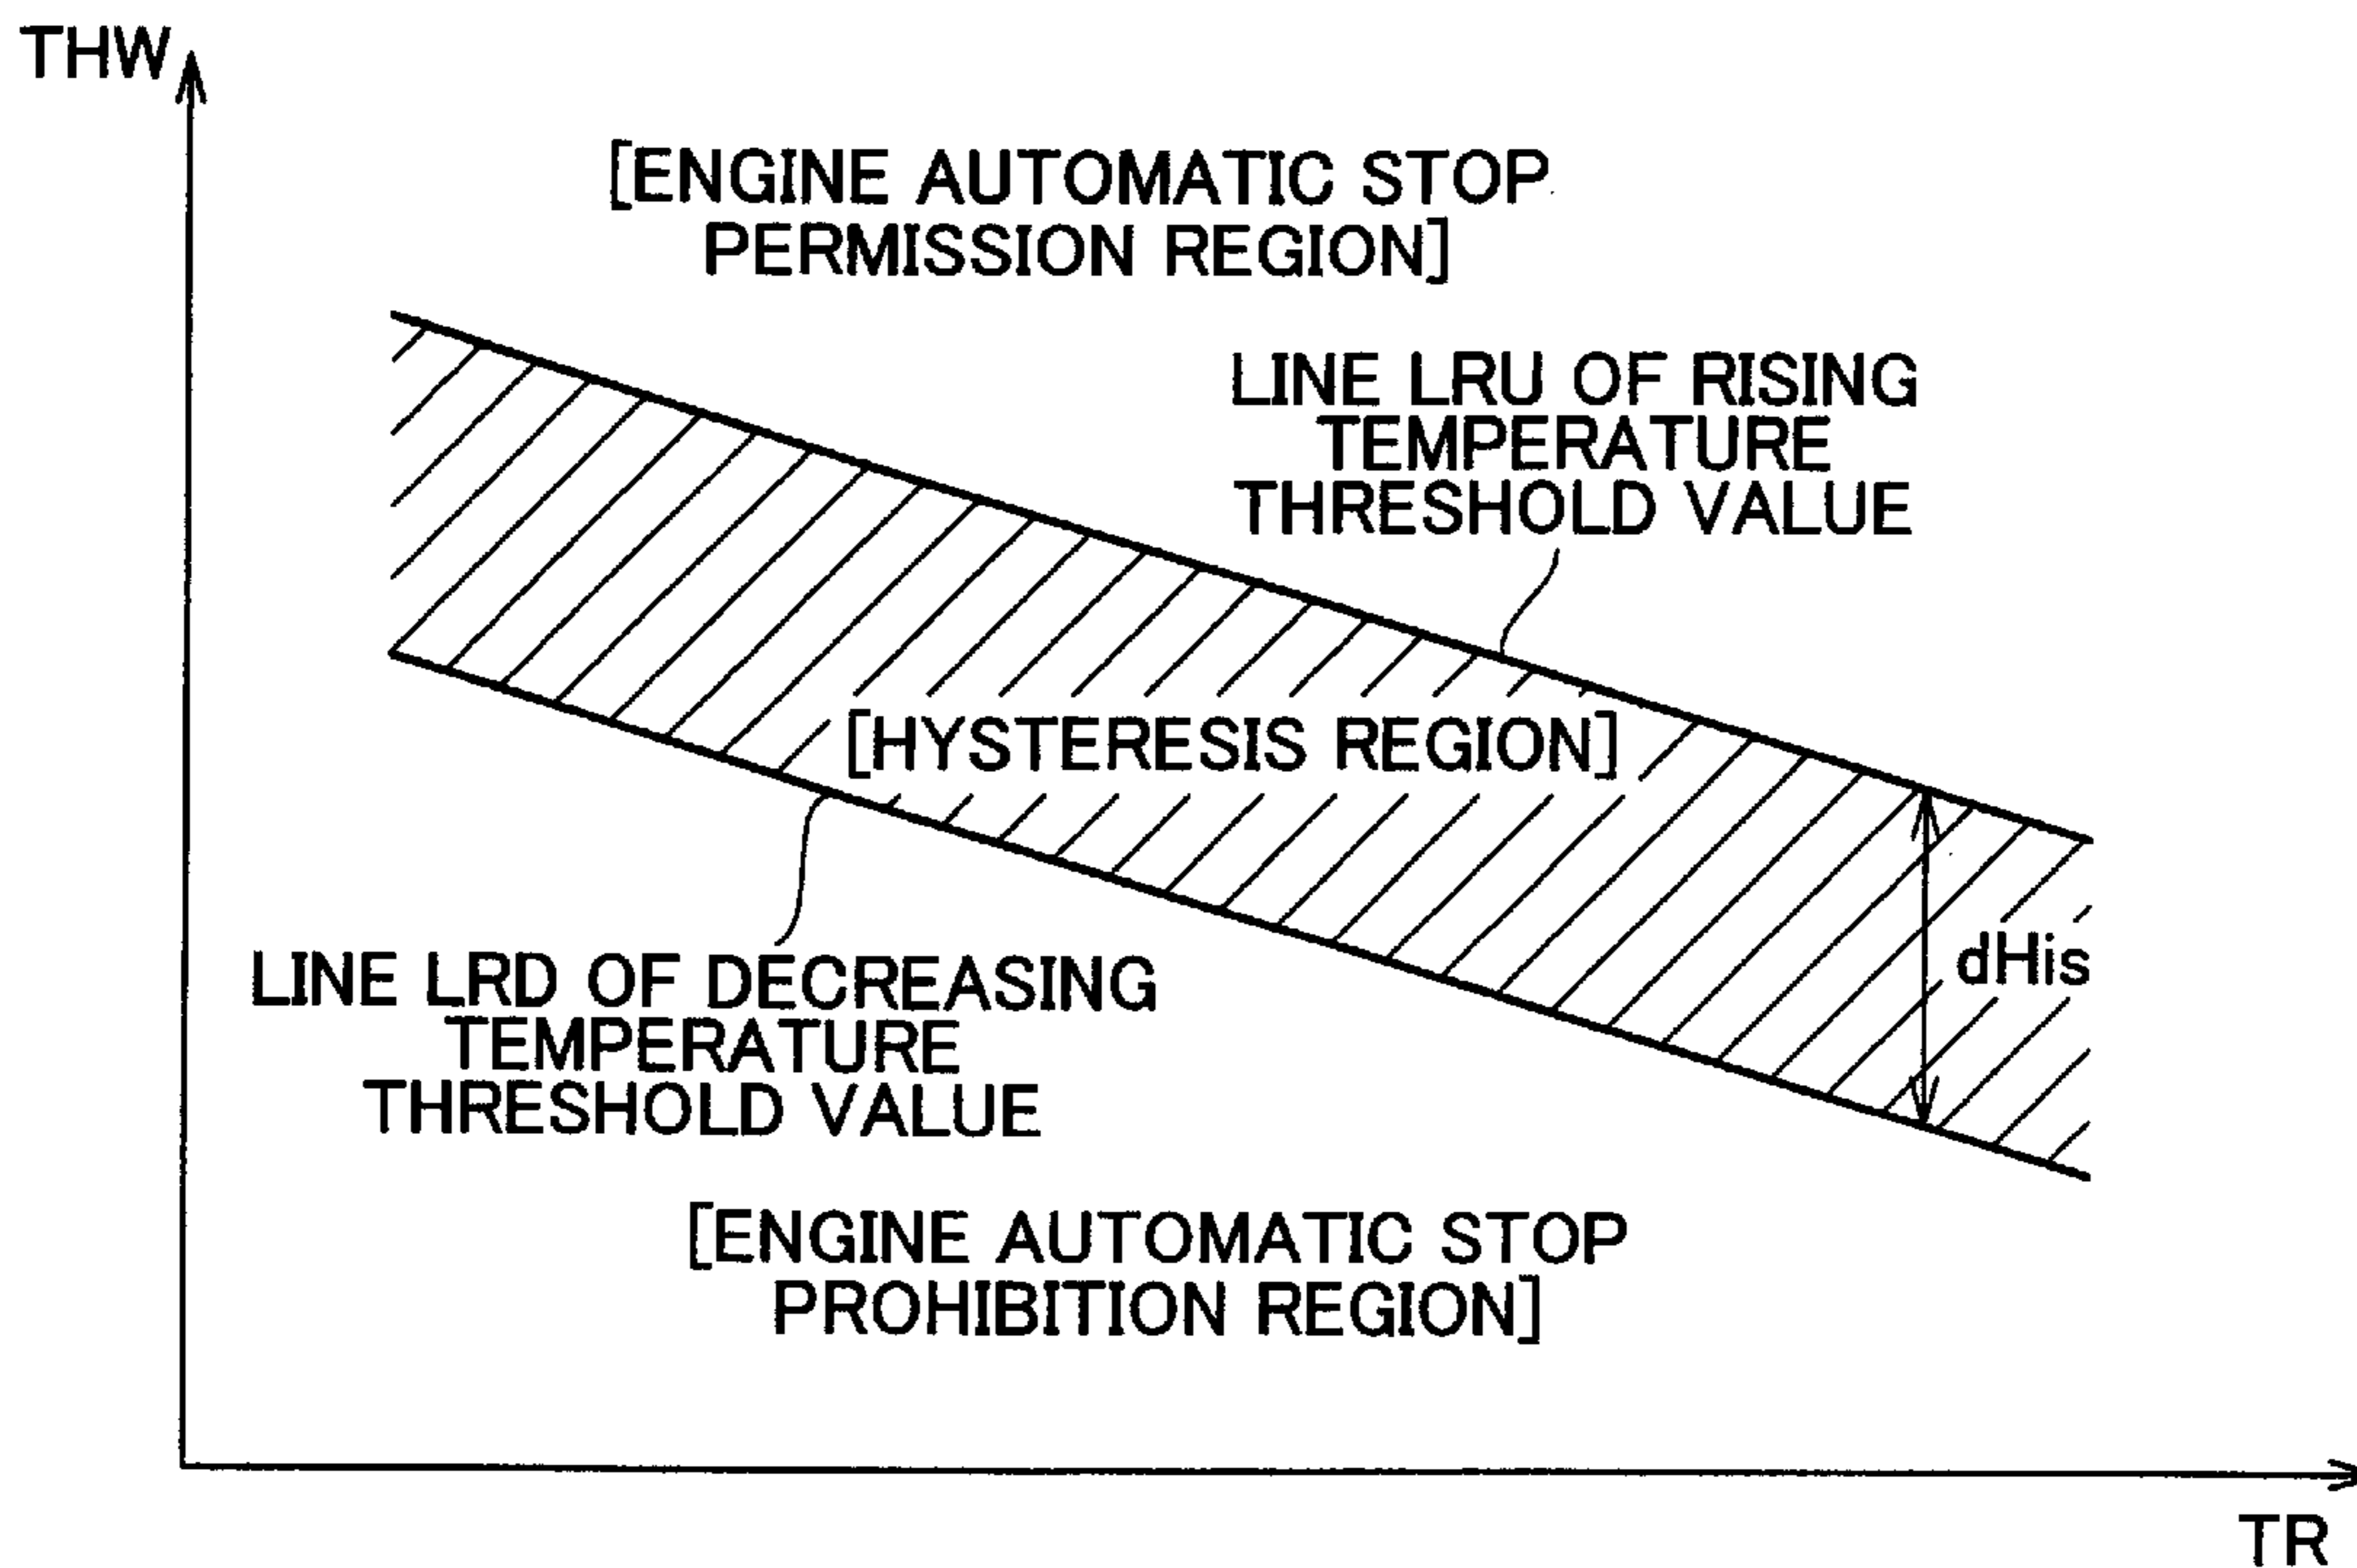 THW
[ENGINE AUTOMATIC STOP
PERMISSION REGION]
LINE LRU OF RISING
TEMPERATURE
THRESHOLD VALUE
[HYSTERESIS REGION]
dHis
LINE LRD OF DECREASING
TEMPERATURE
THRESHOLD VALUE
[ENGINE AUTOMATIC STOP
PROHIBITION REGION]
TR